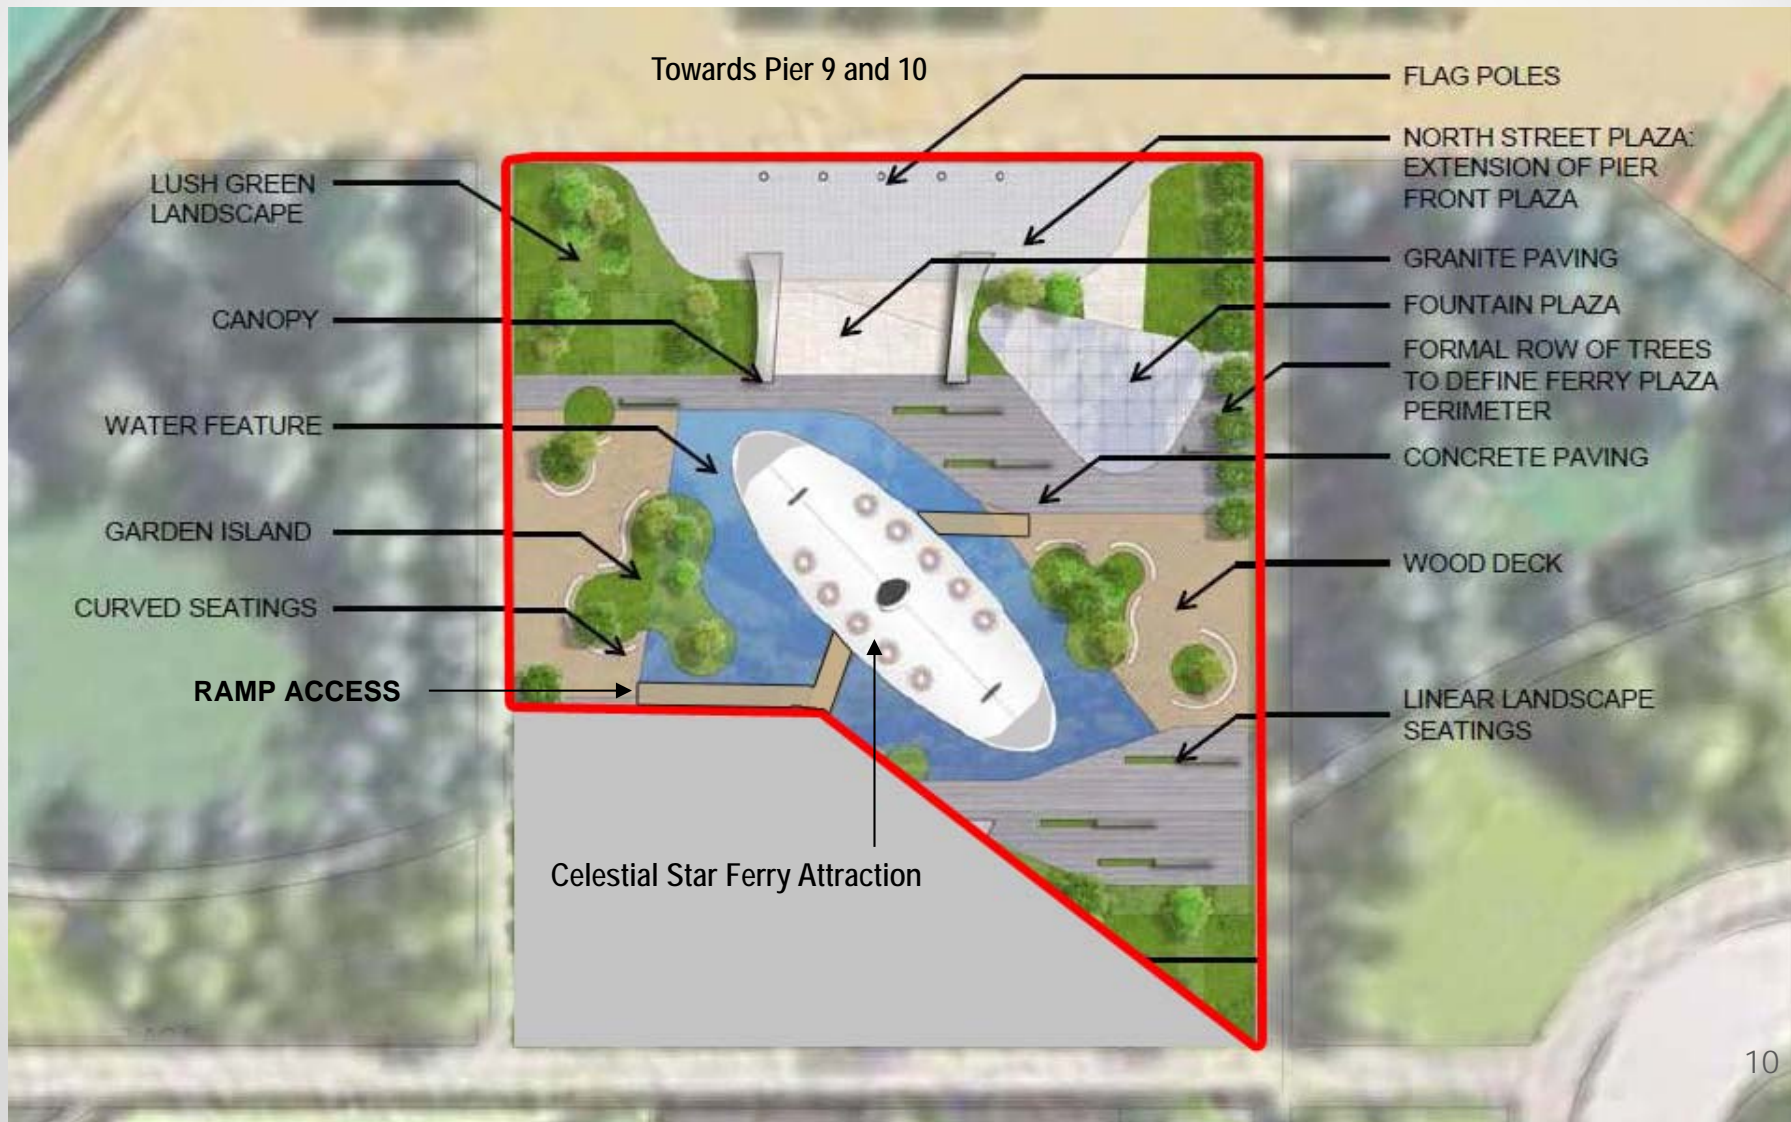 Towards Pier 9 and 10
FLAG POLES
NORTH STREET PLAZA:
EXTENSION OF PIER
FRONT PLAZA
LUSH GREEN
LANDSCAPE
GRANITE PAVING
FOUNTAIN PLAZA
CANOPY
FORMAL ROW OF TREES
TO DEFINE FERRY PLAZA
PERIMETER
WATER FEATURE
CONCRETE PAVING
GARDEN ISLAND
WOOD DECK
CURVED SEATINGS
RAMP ACCESS
LINEAR LANDSCAPE
SEATINGS
Celestial Star Ferry Attraction
10